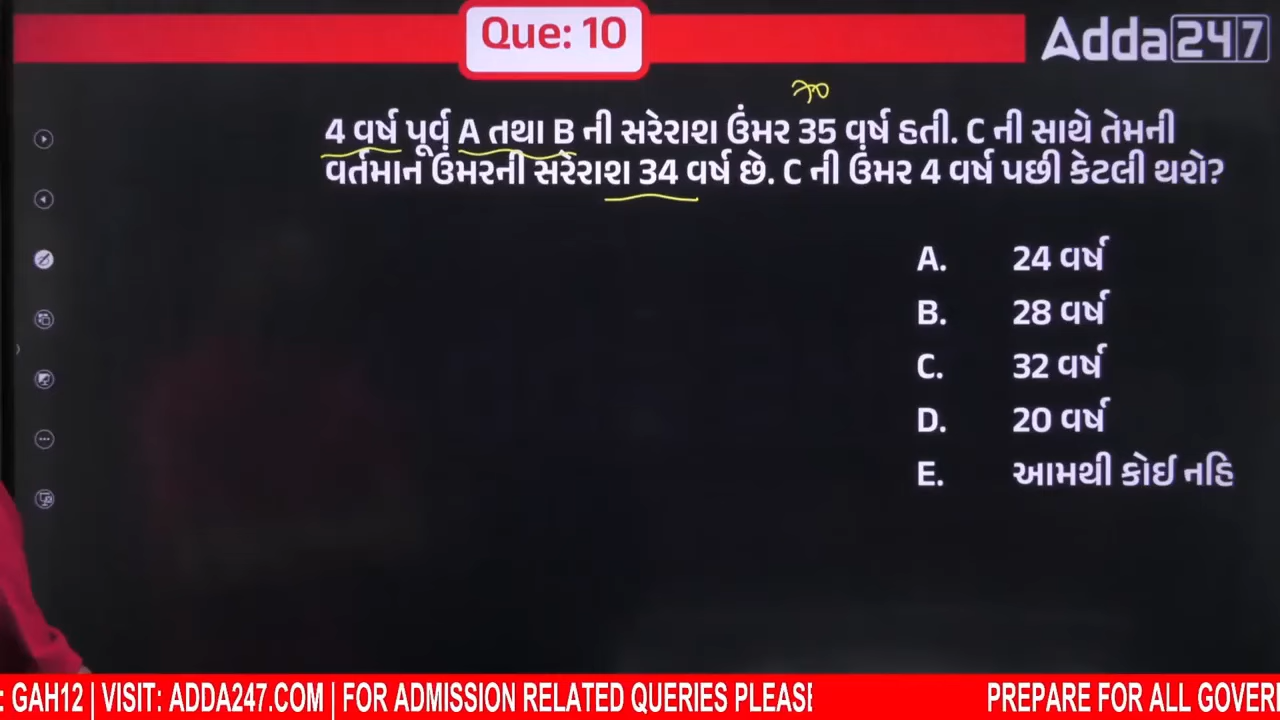 Que: 10
Adda247
70
4 વર્ષ પૂર્વ A તથા B ની સરેરાશ ઉંમર 35 વર્ષ હતી. C ની સાથે તેમની
વર્તમાન ઉંમરની સરેરાશ 34 વર્ષ છે. C ની ઉંમર 4 વર્ષ પછી કેટલી થશે?
A. 24 વર્ષ
B. 28 વર્ષ
C. 32 વર્ષ
D. 20 વર્ષ
E. આમથી કોઈ નહિ
: GAH12 | VISIT: ADDA247.COM | FOR ADMISSION RELATED QUERIES PLEASE
PREPARE FOR ALL GOVER